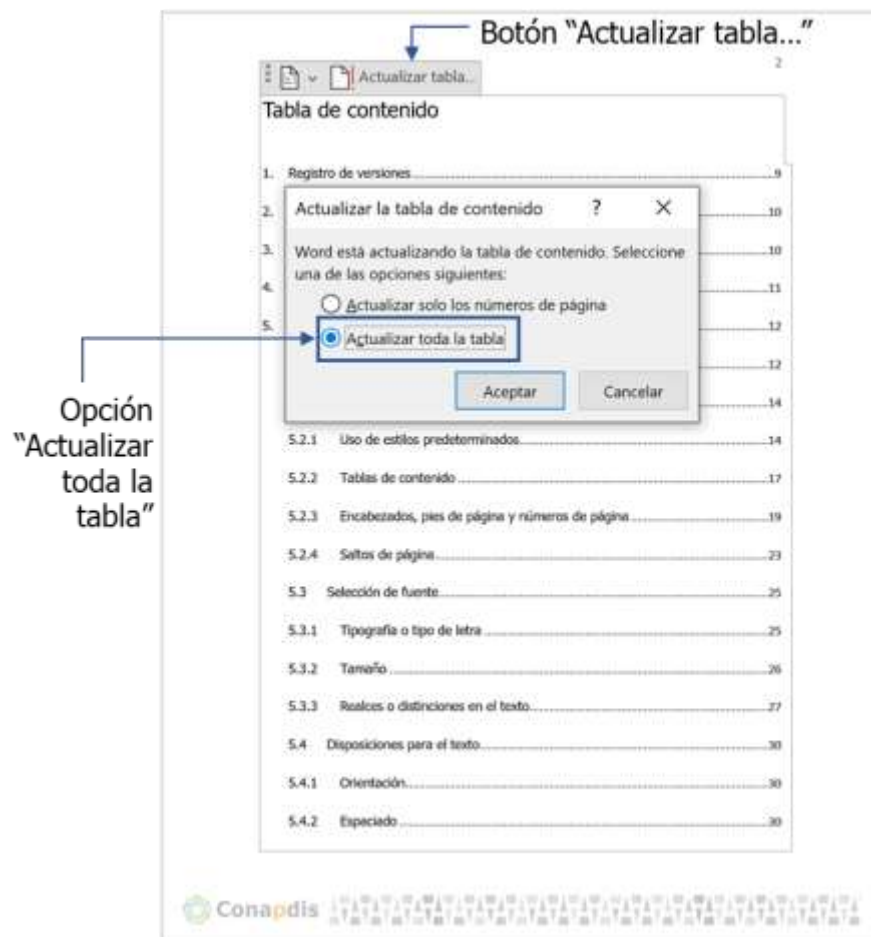 Botón “Actualizar tabla...”
2
Actualizar tabla...
Tabla de contenido
1. Registro de versiones 9
2. 10
3. 10
4. 11
5. 12
12
14
Actualizar la tabla de contenido ? X
Word está actualizando la tabla de contenido. Seleccione
una de las opciones siguientes:
Actualizar solo los números de página
Actualizar toda la tabla
Aceptar Cancelar
Opción
“Actualizar
toda la
tabla”
5.2.1 Uso de estilos predeterminados 14
5.2.2 Tablas de contenido 17
5.2.3 Encabezados, pies de página y números de página 19
5.2.4 Saltos de página 23
5.3 Selección de fuente 25
5.3.1 Tipografía o tipo de letra 25
5.3.2 Tamaño 26
5.3.3 Realces o distinciones en el texto 27
5.4 Disposiciones para el texto 30
5.4.1 Orientación 30
5.4.2 Espaciado 30
Conapdis